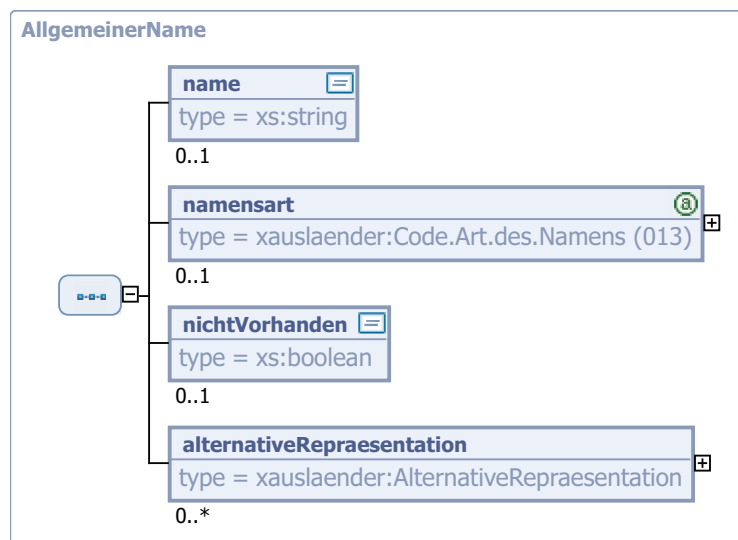 AllgemeinerName
name
type = xs:string
0..1
namensart
type = xauslaender:Code.Art.des.Namens (013)
0..1
nichtVorhanden
type = xs:boolean
0..1
alternativeRepraesentation
type = xauslaender:AlternativeRepraesentation
0..*